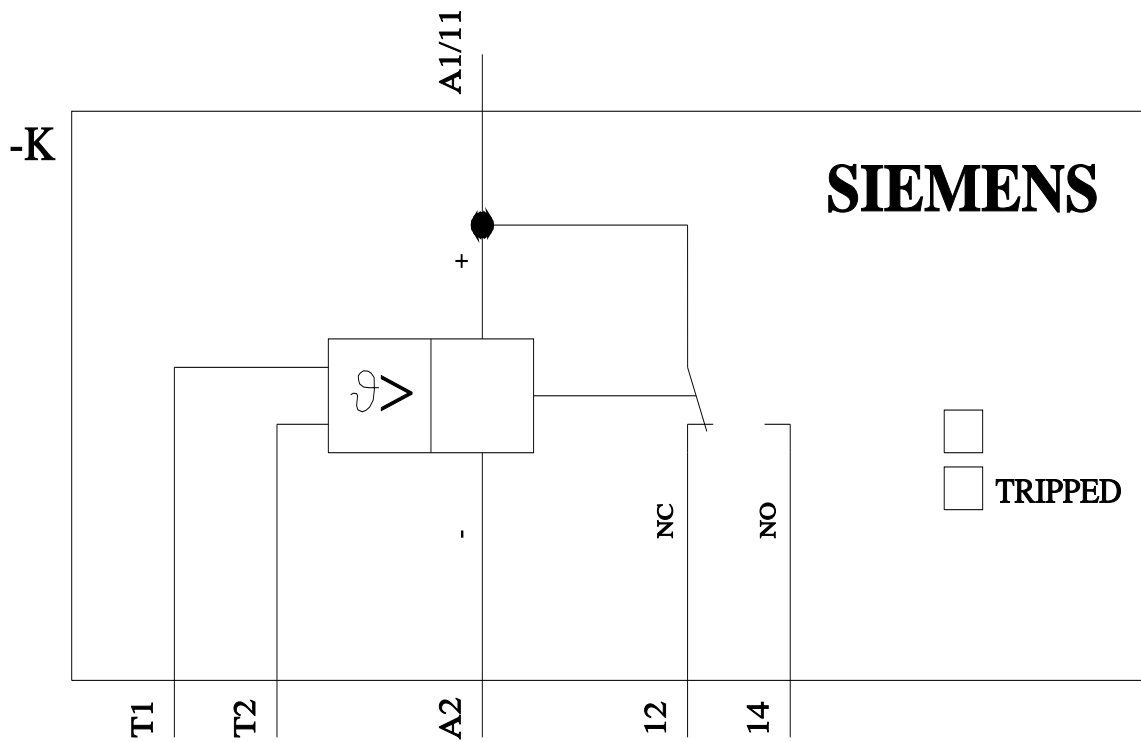 A1/11
-K
SIEMENS
+
ϑ>
TRIPPED
-
NC
NO
T1
T2
A2
12
14